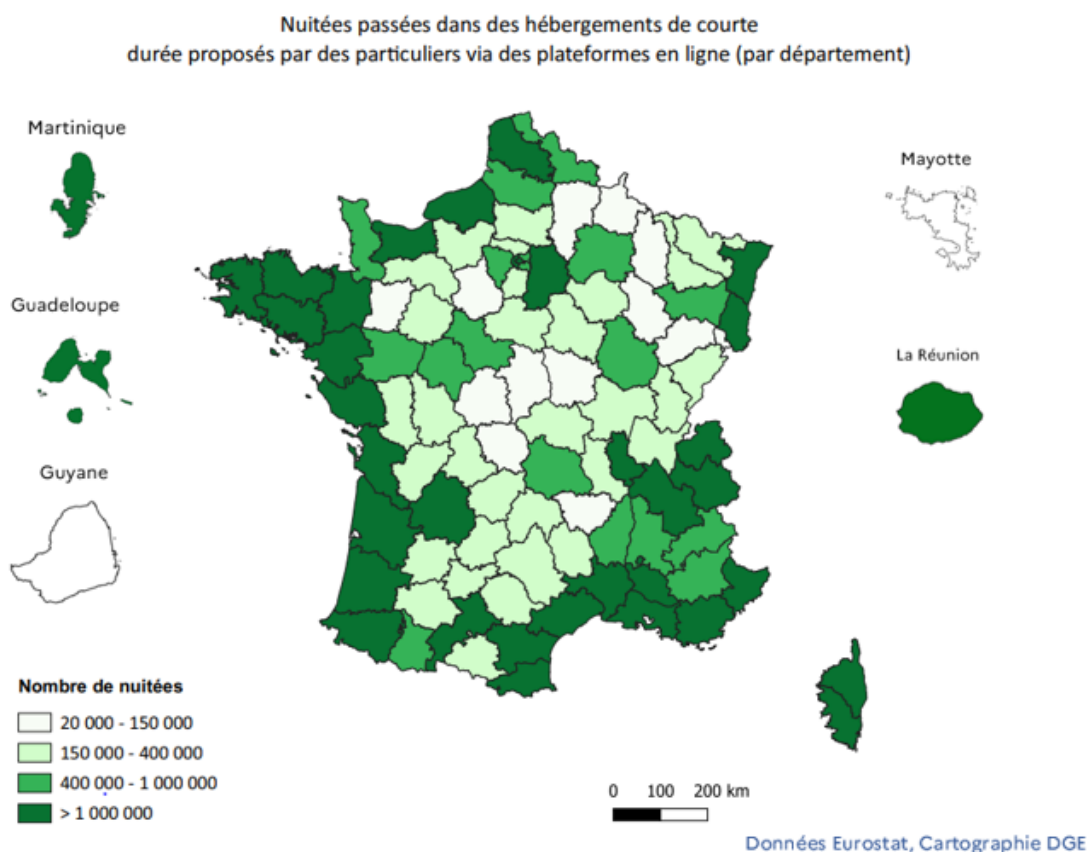 Nuitées passées dans des hébergements de courte
durée proposés par des particuliers via des plateformes en ligne (par département)
Martinique
Mayotte
Guadeloupe
La Réunion
Guyane
Nombre de nuitées
20 000 - 150 000
150 000 - 400 000
400 000 - 1 000 000
> 1 000 000
0 100 200 km
Données Eurostat, Cartographie DGE